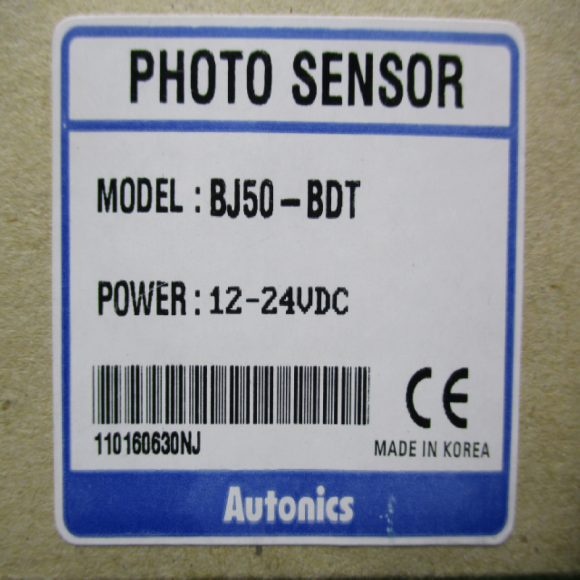 PHOTO SENSOR
MODEL : BJ50-BDT
POWER : 12-24VDC
CE
110160630NJ
MADE IN KOREA
Autonics